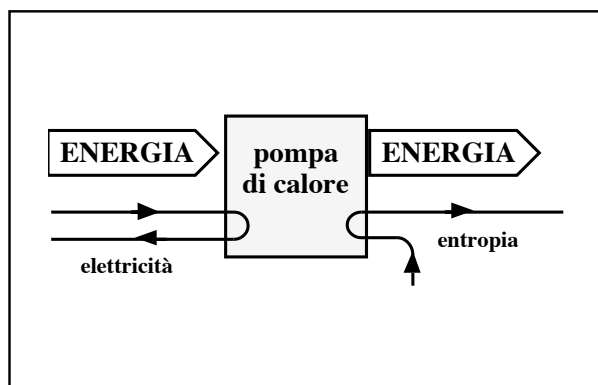 ENERGIA
pompa
di calore
ENERGIA
elettricità
entropia